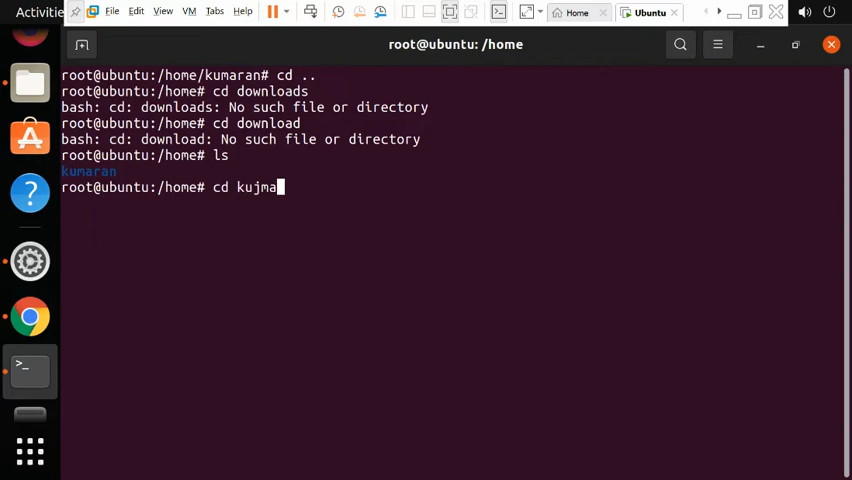 Activities
File Edit View VM Tabs Help
Home
Ubuntu
root@ubuntu: /home
root@ubuntu:/home/kumaran# cd ..
root@ubuntu:/home# cd downloads
bash: cd: downloads: No such file or directory
root@ubuntu:/home# cd download
bash: cd: download: No such file or directory
root@ubuntu:/home# ls
kumaran
root@ubuntu:/home# cd kujma